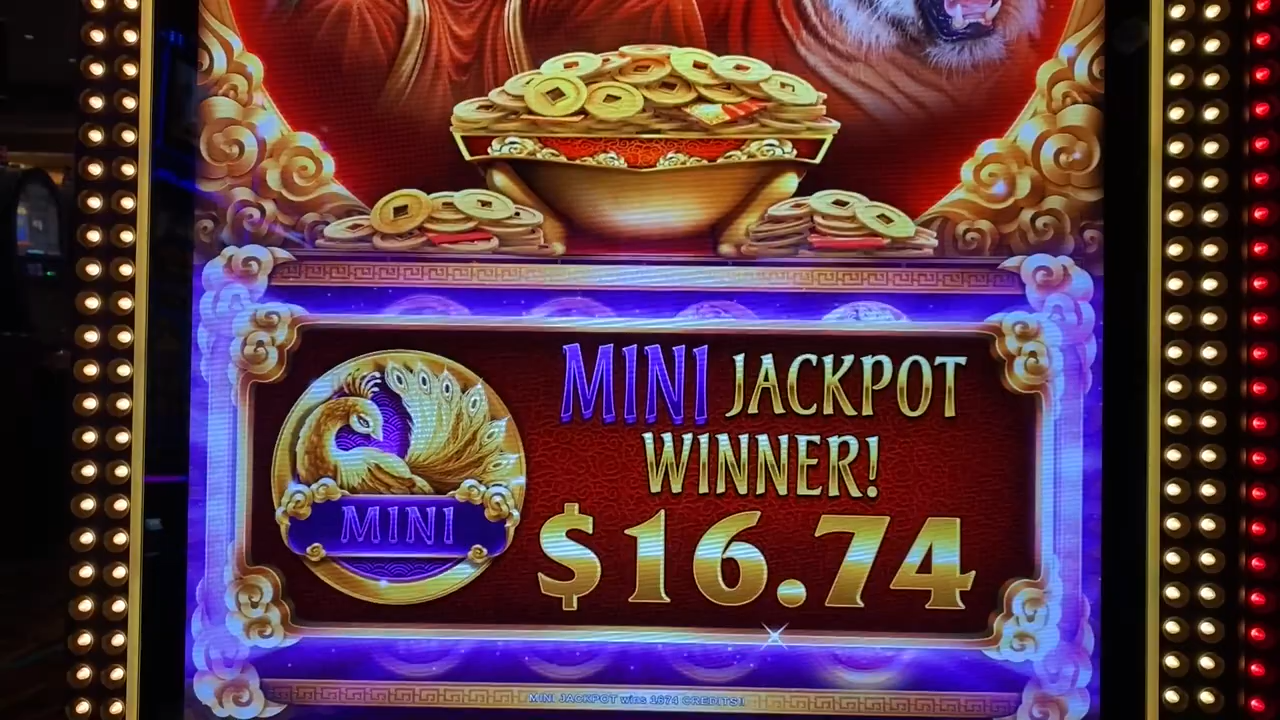 MINI JACKPOT
WINNER!
MINI
$16.74
MINI JACKPOT wins 1674 CREDITS!!